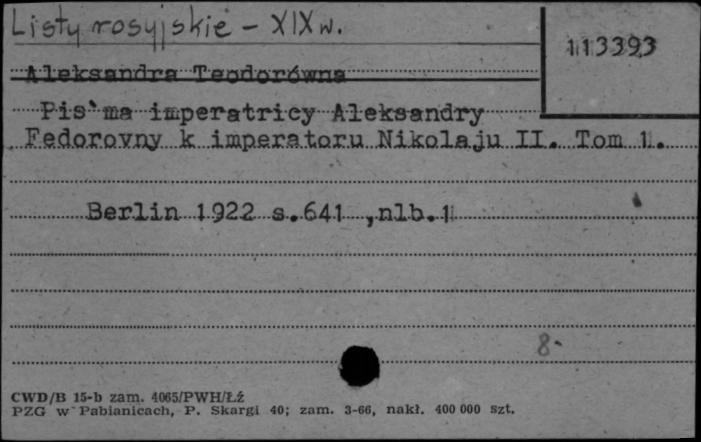 Listy rosyjskie - XIX w.
113393
Aleksandra Teodorówna
Pis'ma imperatricy Aleksandry
Fedorovny k imperatoru Nikolaju II. Tom 1.
Berlin 1922 s.641 ,nlb.1
8-
CWD/B 15-b zam. 4065/PWH/Łź
PZG w Pabianicach, P. Skargi 40; zam. 3-66, nakł. 400 000 szt.